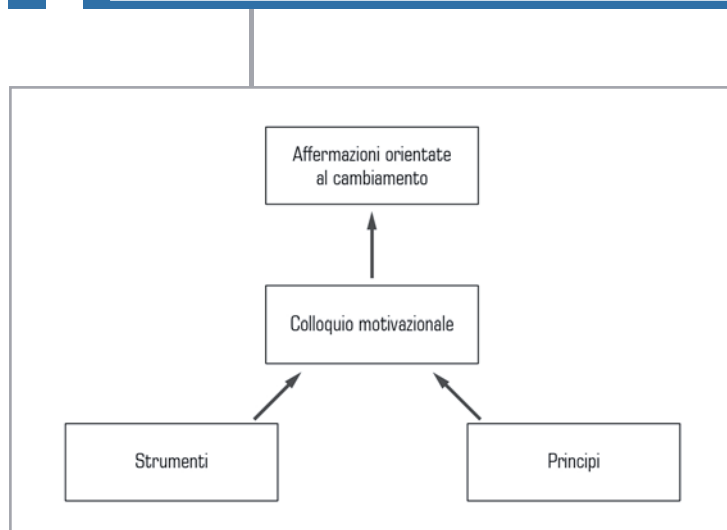 Affermazioni orientate
al cambiamento
Colloquio motivazionale
Strumenti
Principi